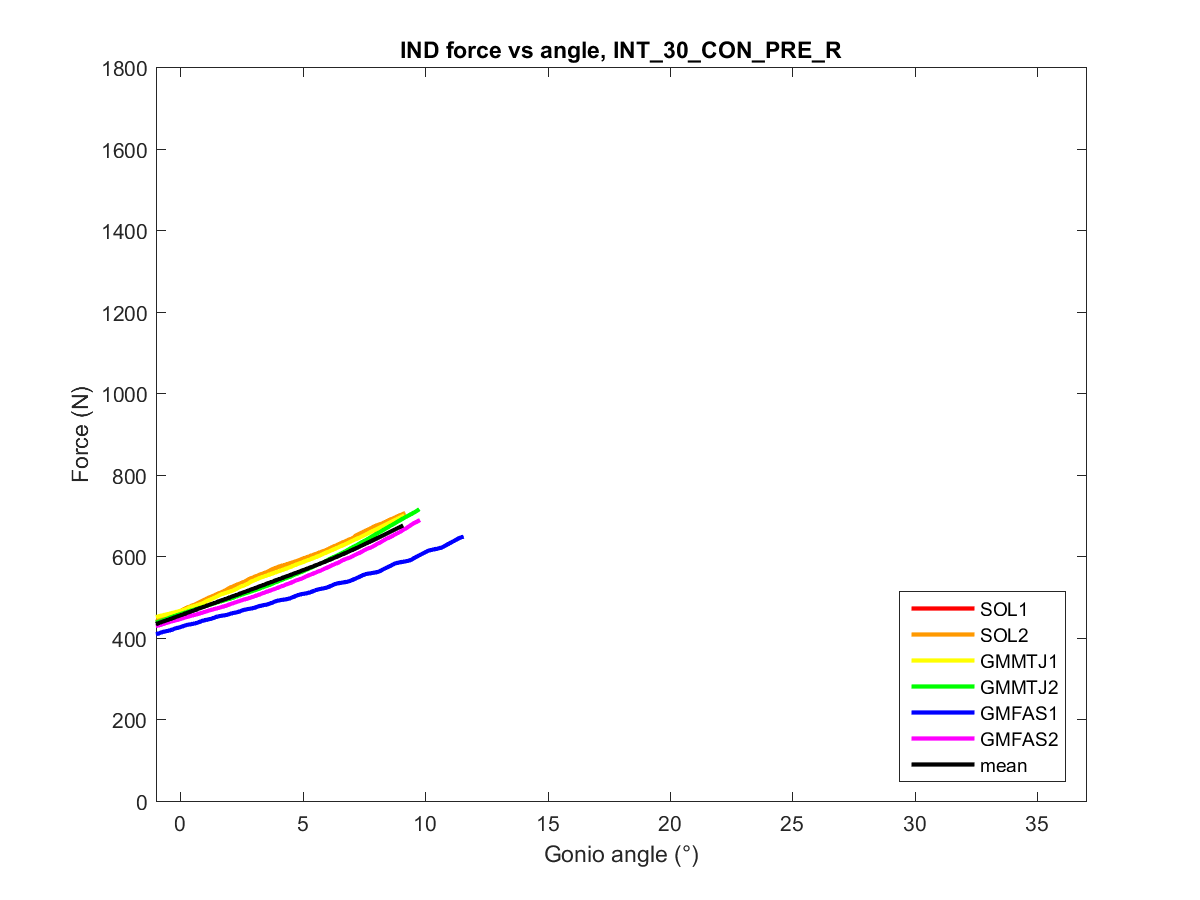 IND force vs angle, INT_30_CON_PRE_R
1800
1600
1400
1200
1000
800
600
400
200
0
Force (N)
0 5 10 15 20 25 30 35
Gonio angle (°)
SOL1
SOL2
GMMTJ1
GMMTJ2
GMFAS1
GMFAS2
mean